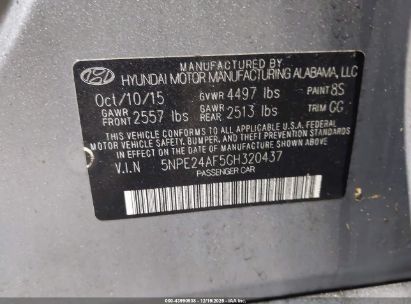 MANUFACTURED BY
HYUNDAI MOTOR MANUFACTURING ALABAMA, LLC
Oct/10/15 GVWR 4497 lbs PAINT 8S
GAWR FRONT 2557 lbs GAWR REAR 2513 lbs TRIM GG
THIS VEHICLE CONFORMS TO ALL APPLICABLE U.S.A. FEDERAL
MOTOR VEHICLE SAFETY, BUMPER, AND THEFT PREVENTION STANDARDS
IN EFFECT ON THE DATE OF MANUFACTURE SHOWN ABOVE.
V.I.N 5NPE24AF5GH320437
PASSENGER CAR